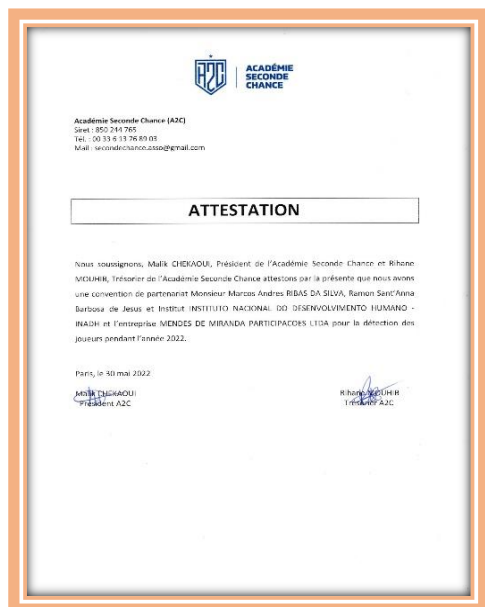 A2C
ACADÉMIE
SECONDE
CHANCE
Académie Seconde Chance (A2C)
Siret : 850 244 765
Tél. : 00 33 6 13 76 89 03
Mail : secondechance.asso@gmail.com
ATTESTATION
Nous soussignons, Malik CHEKAOUI, Président de l'Académie Seconde Chance et Rihane
MOUHIR, Trésorier de l'Académie Seconde Chance attestons par la présente que nous avons
une convention de partenariat Monsieur Marcos Andres RIBAS DA SILVA, Ramon Sant'Anna
Barbosa de Jesus et Institut INSTITUTO NACIONAL DO DESENVOLVIMENTO HUMANO -
INADH et l'entreprise MENDES DE MIRANDA PARTICIPACOES LTDA pour la détection des
joueurs pendant l'année 2022.
Paris, le 30 mai 2022
Malik CHEKAOUI
Président A2C
Rihane MOUHIR
Trésorier A2C